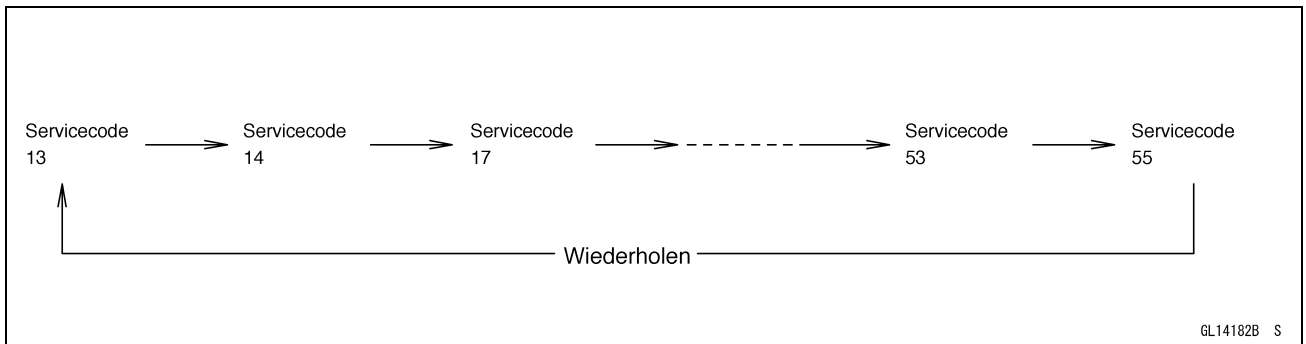 Servicecode
13
Servicecode
14
Servicecode
17
Servicecode
53
Servicecode
55
Wiederholen
GL14182B S